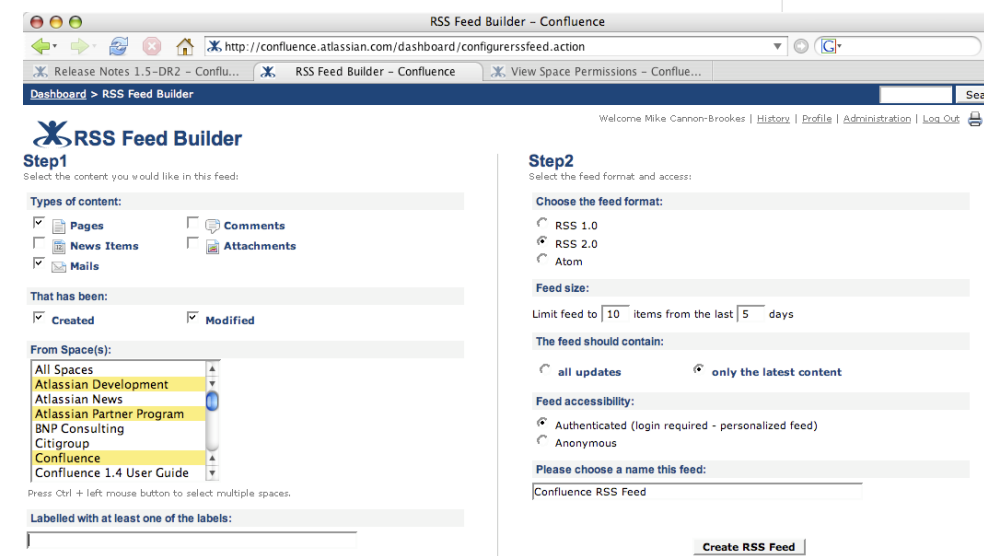 RSS Feed Builder – Confluence
http://confluence.atlassian.com/dashboard/configurerssfeed.action
G
Release Notes 1.5-DR2 – Conflu...
RSS Feed Builder – Confluence
View Space Permissions – Conflue...
Dashboard > RSS Feed Builder
Sea
Welcome Mike Cannon-Brookes | History | Profile | Administration | Log Out
RSS Feed Builder
Step1
Select the content you would like in this feed:
Types of content:
Pages
Comments
News Items
Attachments
Mails
That has been:
Created
Modified
From Space(s):
All Spaces
Atlassian Development
Atlassian News
Atlassian Partner Program
BNP Consulting
Citigroup
Confluence
Confluence 1.4 User Guide
Press Ctrl + left mouse button to select multiple spaces.
Labelled with at least one of the labels:
Step2
Select the feed format and access:
Choose the feed format:
RSS 1.0
RSS 2.0
Atom
Feed size:
Limit feed to 10 items from the last 5 days
The feed should contain:
all updates
only the latest content
Feed accessibility:
Authenticated (login required - personalized feed)
Anonymous
Please choose a name this feed:
Confluence RSS Feed
Create RSS Feed